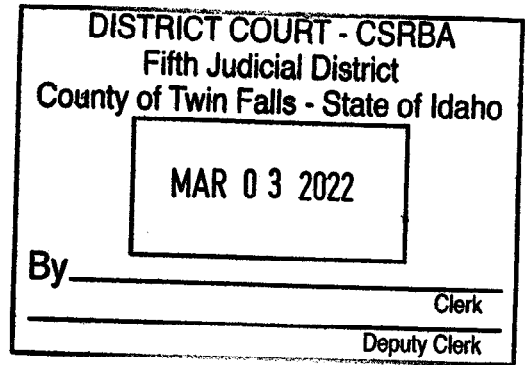 DISTRICT COURT - CSRBA
Fifth Judicial District
County of Twin Falls - State of Idaho
MAR 03 2022
By
Clerk
Deputy Clerk